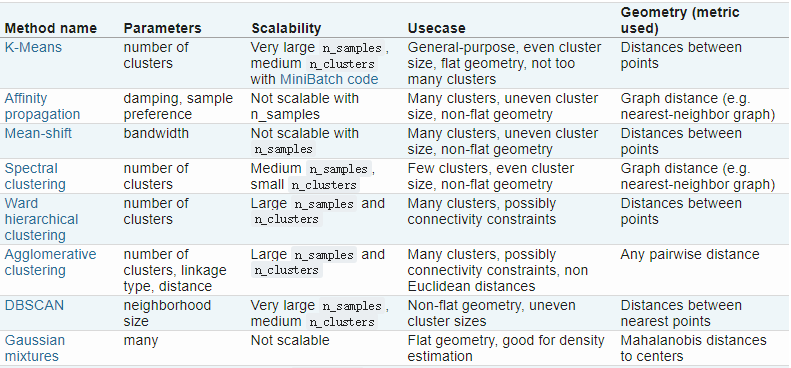 Method name Parameters Scalability Usecase Geometry (metric
used)
K-Means number of Very large n_samples, General-purpose, even cluster Distances between
clusters medium n_clusters size, flat geometry, not too points
with MiniBatch code many clusters
Affinity damping, sample Not scalable with Many clusters, uneven cluster Graph distance (e.g.
propagation preference n_samples size, non-flat geometry nearest-neighbor graph)
Mean-shift bandwidth Not scalable with Many clusters, uneven cluster Distances between
n_samples size, non-flat geometry points
Spectral number of Medium n_samples, Few clusters, even cluster Graph distance (e.g.
clustering clusters small n_clusters size, non-flat geometry nearest-neighbor graph)
Ward number of Large n_samples and Many clusters, possibly Distances between
hierarchical clusters n_clusters connectivity constraints points
clustering
Agglomerative number of Large n_samples and Many clusters, possibly Any pairwise distance
clustering clusters, linkage n_clusters connectivity constraints, non
type, distance Euclidean distances
DBSCAN neighborhood Very large n_samples, Non-flat geometry, uneven Distances between
size medium n_clusters cluster sizes nearest points
Gaussian many Not scalable Flat geometry, good for density Mahalanobis distances
mixtures estimation to centers